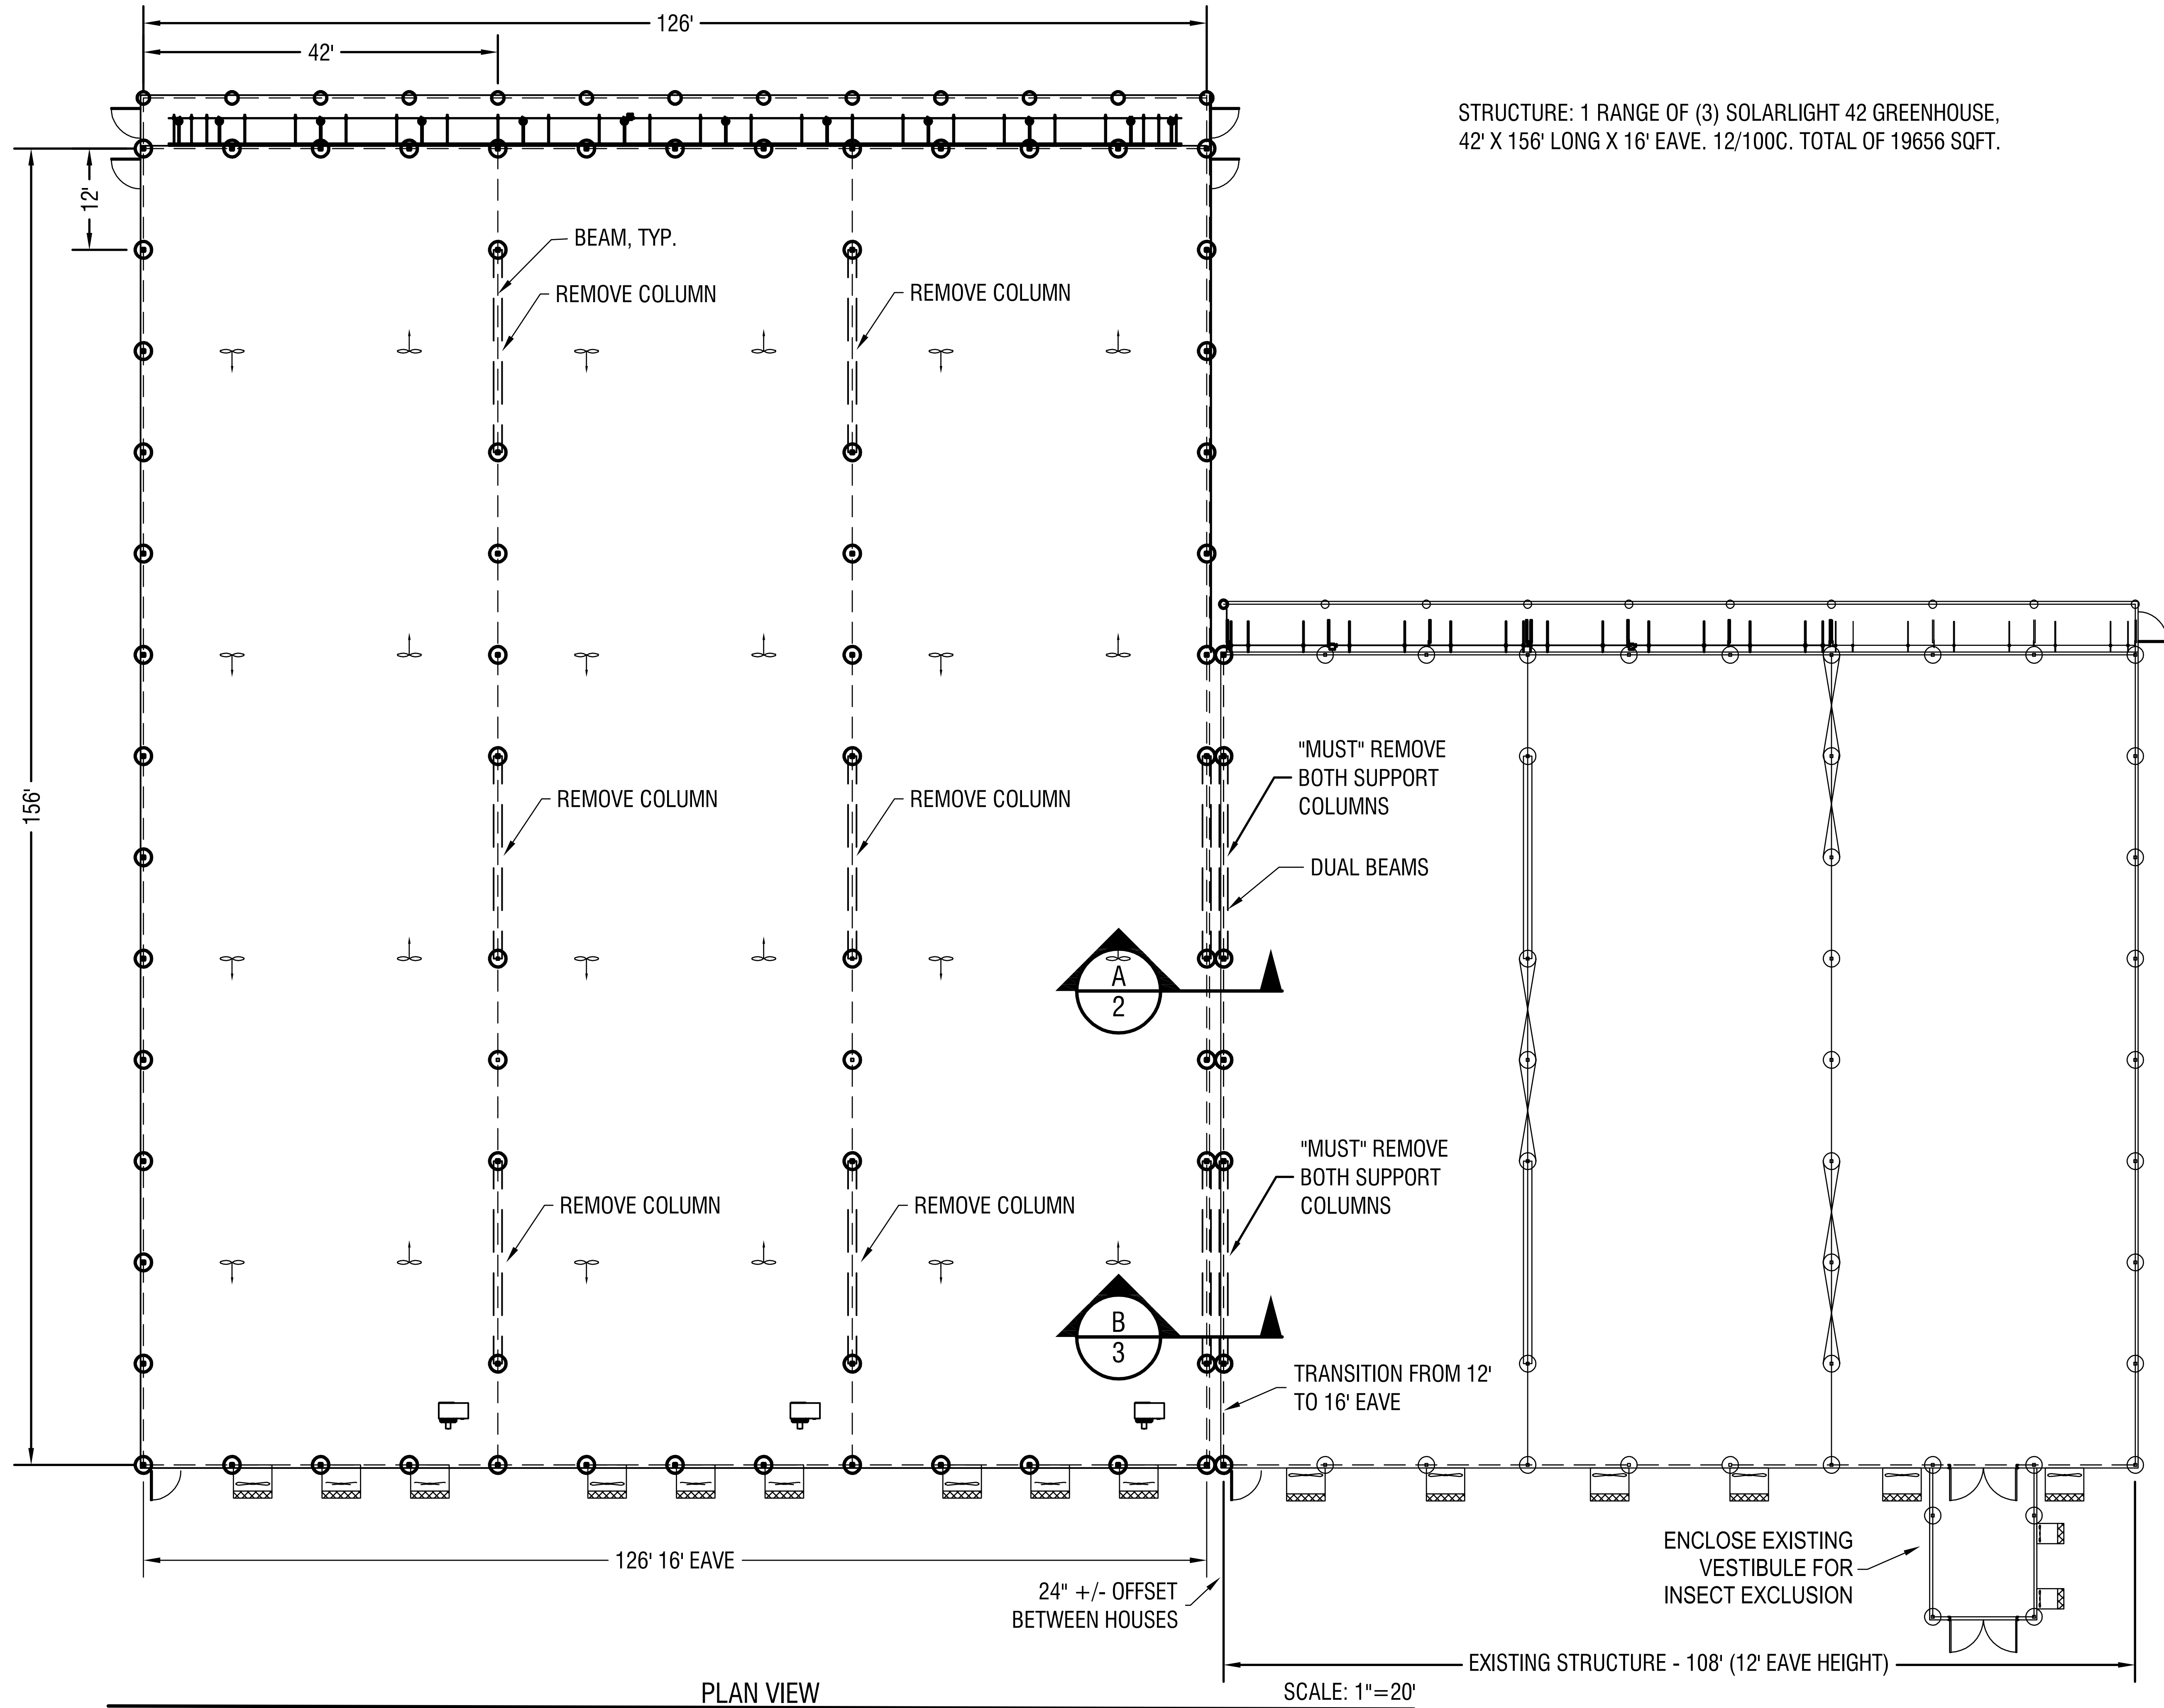 126'
42'
STRUCTURE: 1 RANGE OF (3) SOLARLIGHT 42 GREENHOUSE,
42' X 156' LONG X 16' EAVE. 12/100C. TOTAL OF 19656 SQFT.
12'
BEAM, TYP.
REMOVE COLUMN
REMOVE COLUMN
156'
"MUST" REMOVE
BOTH SUPPORT
COLUMNS
REMOVE COLUMN
REMOVE COLUMN
DUAL BEAMS
A
2
"MUST" REMOVE
BOTH SUPPORT
COLUMNS
REMOVE COLUMN
REMOVE COLUMN
B
3
TRANSITION FROM 12'
TO 16' EAVE
126' 16' EAVE
24" +/- OFFSET
BETWEEN HOUSES
ENCLOSE EXISTING
VESTIBULE FOR
INSECT EXCLUSION
EXISTING STRUCTURE - 108' (12' EAVE HEIGHT)
PLAN VIEW
SCALE: 1"=20'